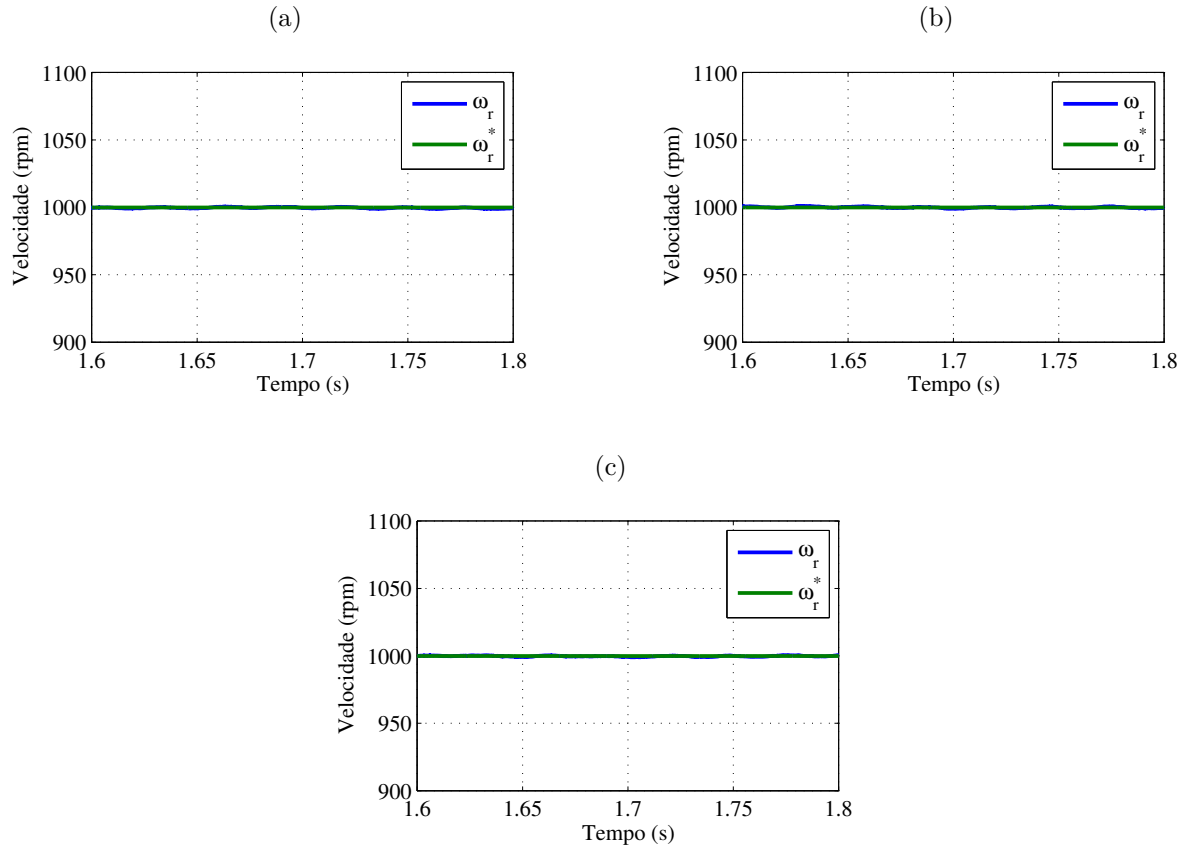 (a)
1100
1050
1000
950
900
1.6 1.65 1.7 1.75 1.8
Velocidade (rpm)
Tempo (s)
ω_r
ω_r^*
(b)
1100
1050
1000
950
900
1.6 1.65 1.7 1.75 1.8
Velocidade (rpm)
Tempo (s)
ω_r
ω_r^*
(c)
1100
1050
1000
950
900
1.6 1.65 1.7 1.75 1.8
Velocidade (rpm)
Tempo (s)
ω_r
ω_r^*